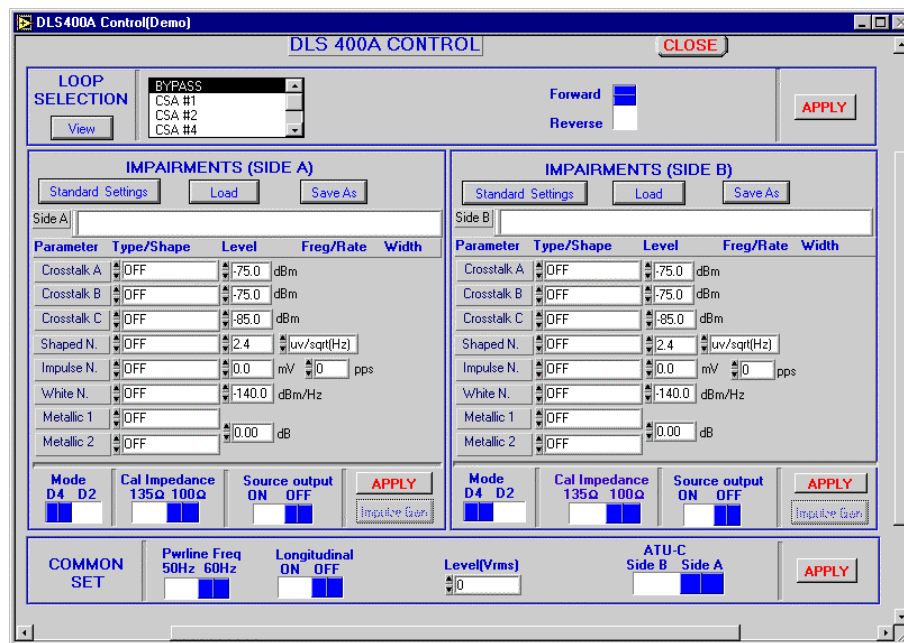 DLS400A Control(Demo)
DLS 400A CONTROL
CLOSE
LOOP SELECTION
View
BYPASS
CSA #1
CSA #2
CSA #4
Forward
Reverse
APPLY
IMPAIRMENTS (SIDE A)
Standard Settings Load Save As
Side A
Parameter Type/Shape Level Freg/Rate Width
Crosstalk A OFF -75.0 dBm
Crosstalk B OFF -75.0 dBm
Crosstalk C OFF -85.0 dBm
Shaped N. OFF 2.4 uv/sqrt(Hz)
Impulse N. OFF 0.0 mV 0 pps
White N. OFF -140.0 dBm/Hz
Metallic 1 OFF
0.00 dB
Metallic 2 OFF
Mode
D4 D2
Cal Impedance
135Ω 100Ω
Source output
ON OFF
APPLY
Impulse Gen
IMPAIRMENTS (SIDE B)
Standard Settings Load Save As
Side B
Parameter Type/Shape Level Freg/Rate Width
Crosstalk A OFF -75.0 dBm
Crosstalk B OFF -75.0 dBm
Crosstalk C OFF -85.0 dBm
Shaped N. OFF 2.4 uv/sqrt(Hz)
Impulse N. OFF 0.0 mV 0 pps
White N. OFF -140.0 dBm/Hz
Metallic 1 OFF
0.00 dB
Metallic 2 OFF
Mode
D4 D2
Cal Impedance
135Ω 100Ω
Source output
ON OFF
APPLY
Impulse Gen
COMMON SET
Pwrline Freq
50Hz 60Hz
Longitudinal
ON OFF
Level(Vrms)
0
ATU-C
Side B Side A
APPLY